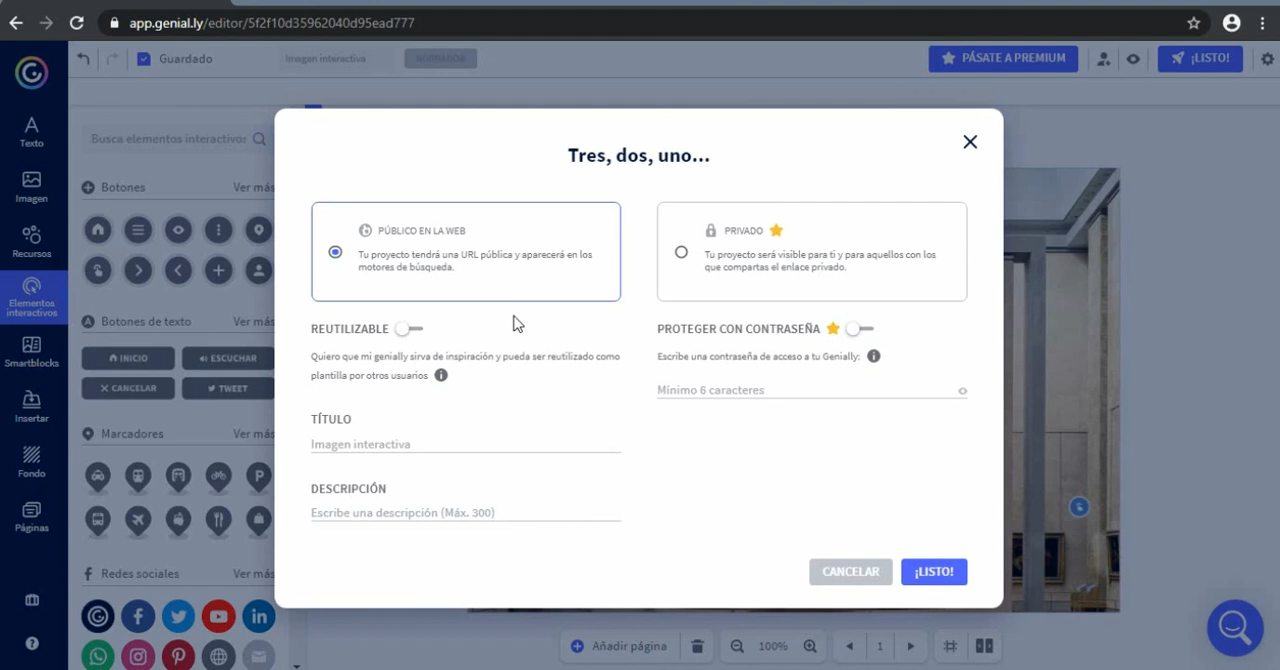 app.genial.ly/editor/5f2f10d35962040d95ead777
Guardado
Imagen interactiva
BORRADOR
PÁSATE A PREMIUM
¡LISTO!
Texto
Imagen
Recursos
Elementos
interactivos
Smartblocks
Insertar
Fondo
Páginas
Busca elementos interactivos
Botones
Ver más
Botones de texto
Ver más
INICIO
ESCUCHAR
CANCELAR
TWEET
Marcadores
Ver más
P
Redes sociales
Ver más
Tres, dos, uno...
PÚBLICO EN LA WEB
Tu proyecto tendrá una URL pública y aparecerá en los
motores de búsqueda.
PRIVADO
Tu proyecto será visible para ti y para aquellos con los
que compartas el enlace privado.
REUTILIZABLE
Quiero que mi genially sirva de inspiración y pueda ser reutilizado como
plantilla por otros usuarios
PROTEGER CON CONTRASEÑA
Escribe una contraseña de acceso a tu Genially:
Mínimo 6 caracteres
TÍTULO
Imagen interactiva
DESCRIPCIÓN
Escribe una descripción (Máx. 300)
CANCELAR
¡LISTO!
Añadir página
100%
1